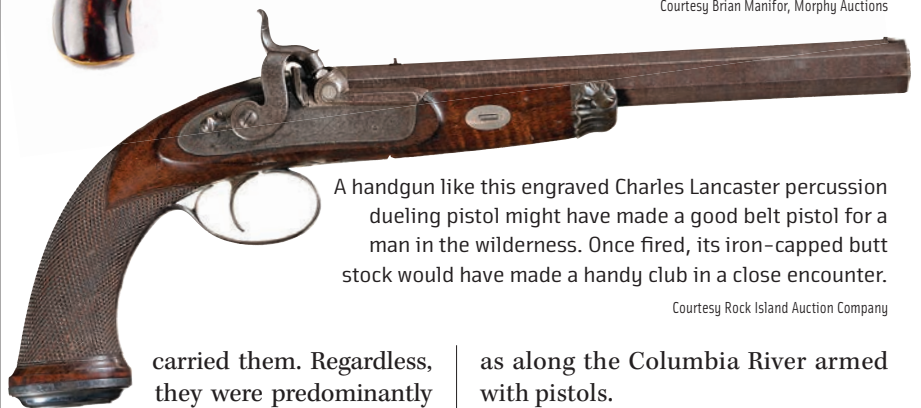 Courtesy Brian Manifor, Morphy Auctions
A handgun like this engraved Charles Lancaster percussion
dueling pistol might have made a good belt pistol for a
man in the wilderness. Once fired, its iron-capped butt
stock would have made a handy club in a close encounter.
Courtesy Rock Island Auction Company
carried them. Regardless,
they were predominantly
as along the Columbia River armed
with pistols.